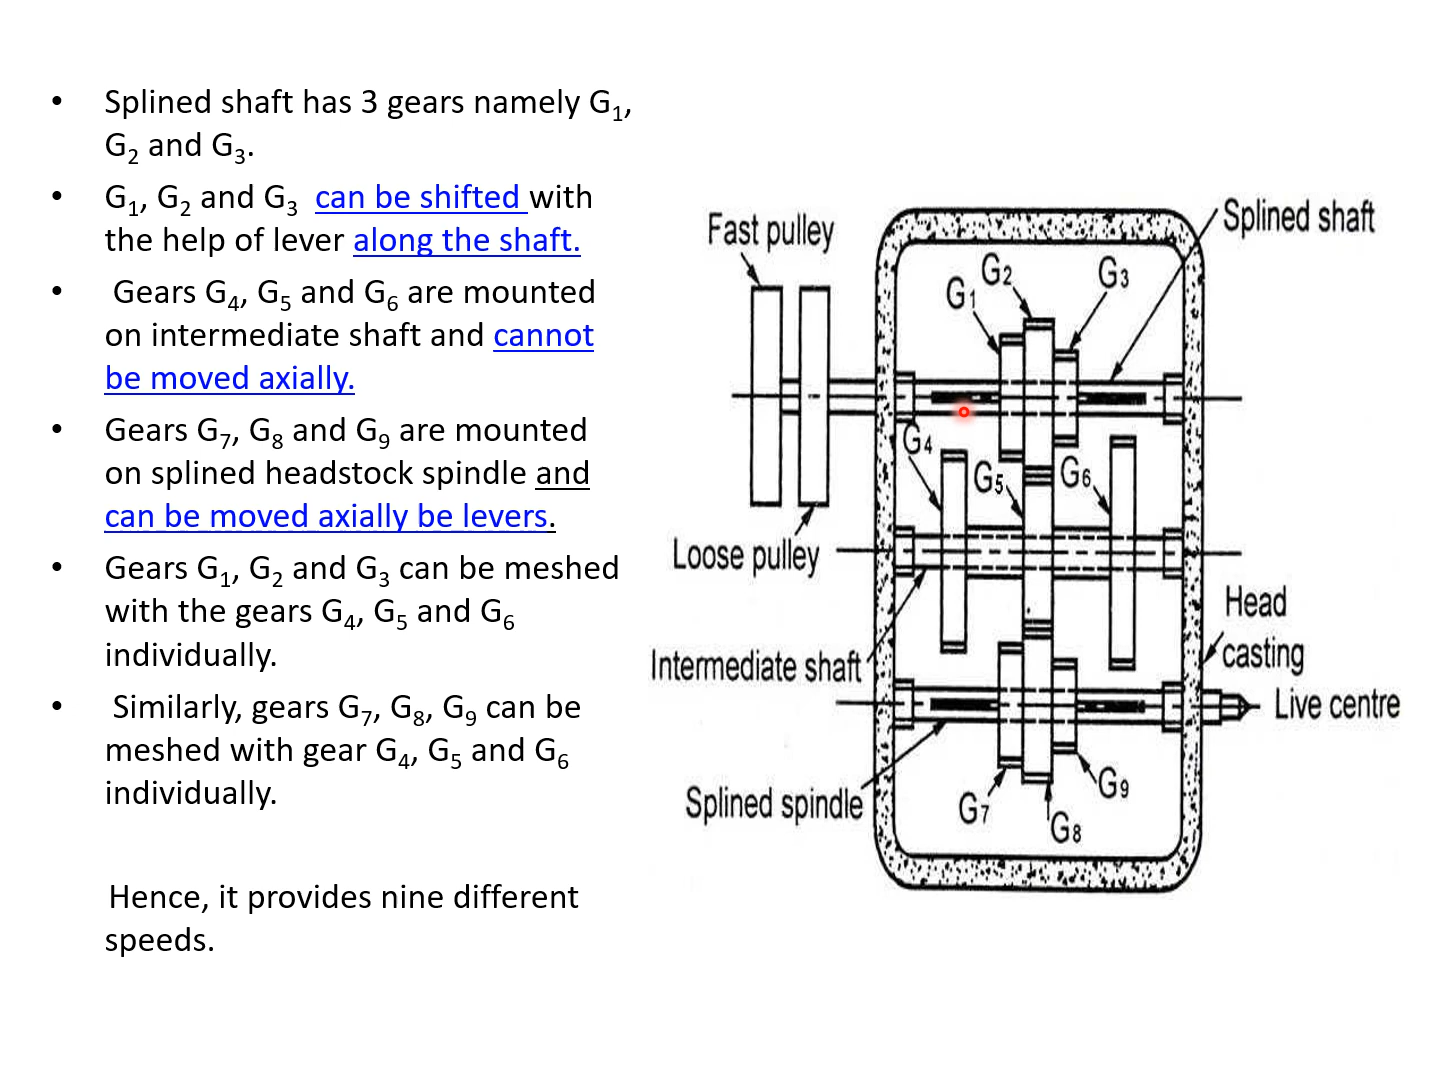 • Splined shaft has 3 gears namely G1,
G2 and G3.
• G1, G2 and G3 can be shifted with
the help of lever along the shaft.
• Gears G4, G5 and G6 are mounted
on intermediate shaft and cannot
be moved axially.
• Gears G7, G8 and G9 are mounted
on splined headstock spindle and
can be moved axially be levers.
• Gears G1, G2 and G3 can be meshed
with the gears G4, G5 and G6
individually.
• Similarly, gears G7, G8, G9 can be
meshed with gear G4, G5 and G6
individually.
Hence, it provides nine different
speeds.
Fast pulley
Splined shaft
G1
G2
G3
G4
G5
G6
Loose pulley
Intermediate shaft
Head
casting
Live centre
Splined spindle
G7
G8
G9